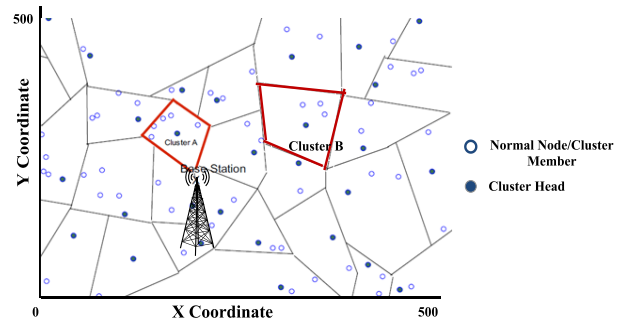 500
Y Coordinate
Cluster A
Cluster B
Base Station
0
X Coordinate
500
Normal Node/Cluster
Member
Cluster Head